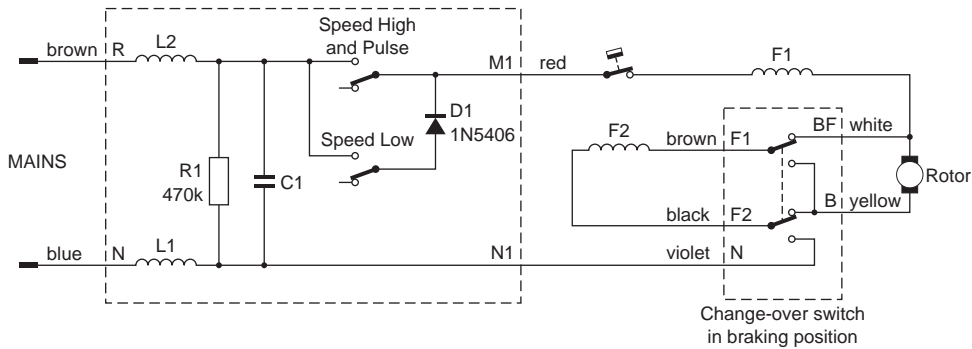 Speed High
and Pulse
brown R L2
M1 red
F1
D1
1N5406
Speed Low
F2
brown F1
BF white
MAINS
R1
470k
C1
Rotor
B yellow
black F2
blue N L1
N1
violet N
Change-over switch
in braking position